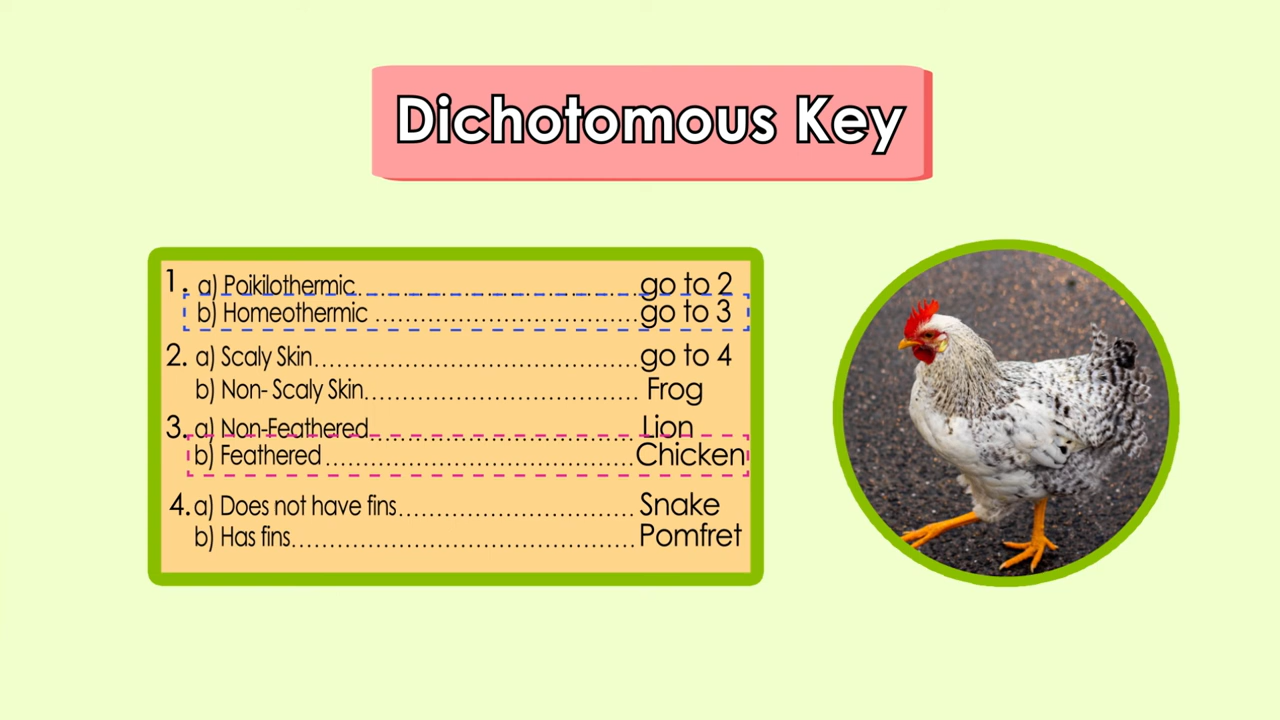 Dichotomous Key
1. a) Poikilothermic..............................go to 2
b) Homeothermic..............................go to 3
2. a) Scaly Skin..............................go to 4
b) Non- Scaly Skin..............................Frog
3. a) Non-Feathered..............................Lion
b) Feathered..............................Chicken
4. a) Does not have fins..............................Snake
b) Has fins..............................Pomfret